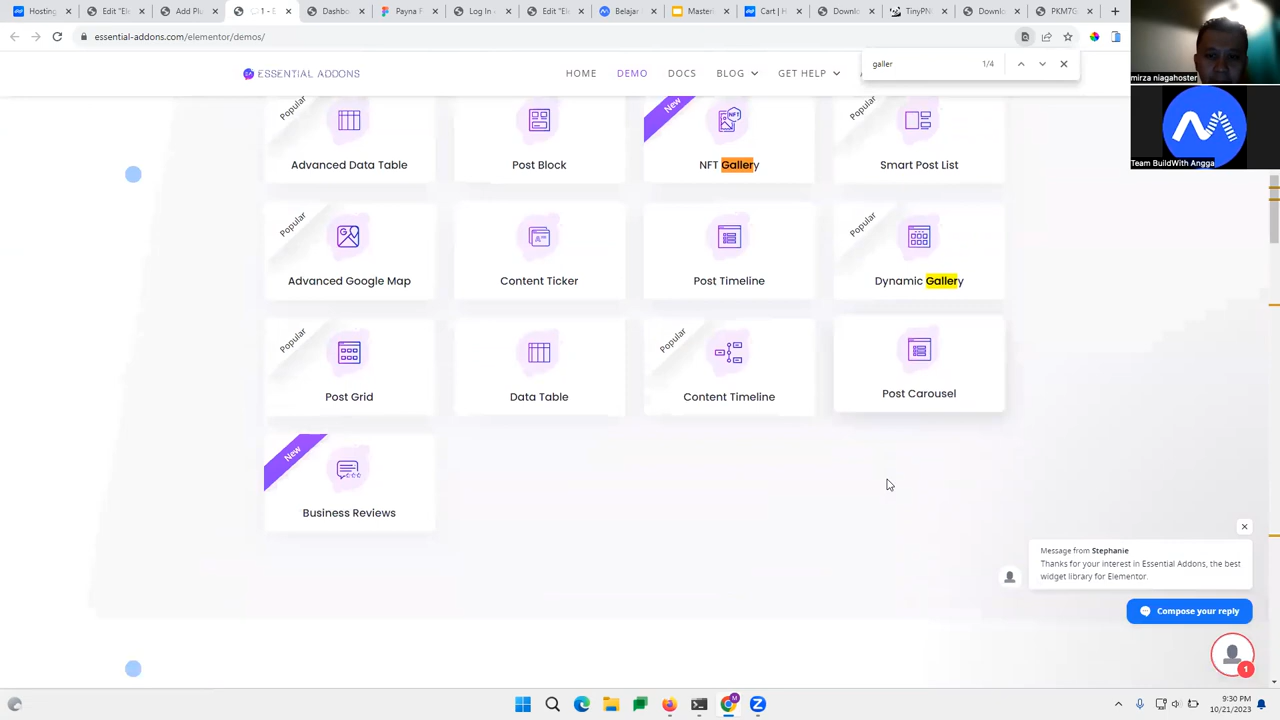 Hosting
Edit "E
Add Plu
1 - E
Dashbo
Payna F
Log In
Edit "El
Belajar
Master
Cart | H
Downlo
TinyPN
Downlo
PKM7G
essential-addons.com/elementor/demos/
ESSENTIAL ADDONS
HOME
DEMO
DOCS
BLOG
GET HELP
galler
1/4
mirza niagahoster
Team BuildWith Angga
Popular
Advanced Data Table
Post Block
New
NFT Gallery
Popular
Smart Post List
Popular
Advanced Google Map
Content Ticker
Post Timeline
Popular
Dynamic Gallery
Popular
Post Grid
Data Table
Popular
Content Timeline
Post Carousel
New
Business Reviews
Message from Stephanie
Thanks for your interest in Essential Addons, the best
widget library for Elementor.
Compose your reply
1
9:30 PM
10/21/2023